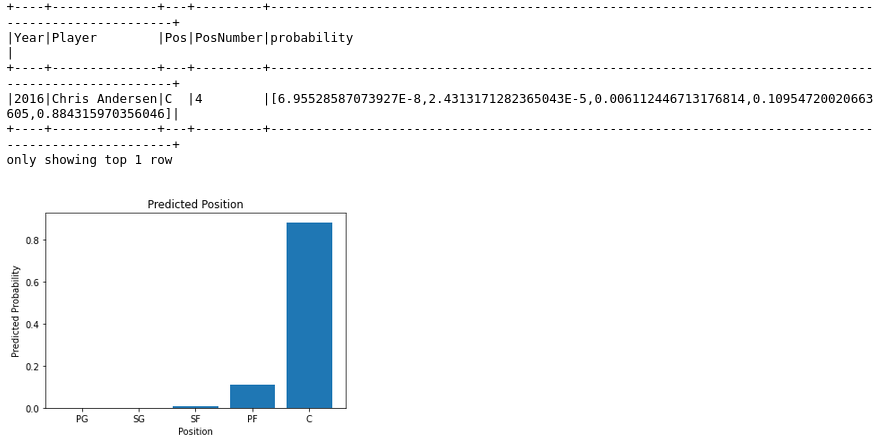 +----+--------------+---+---------+--------------------------------------------------------------------------------
----------------------+
|Year|Player        |Pos|PosNumber|probability
|
+----+--------------+---+---------+--------------------------------------------------------------------------------
----------------------+
|2016|Chris Andersen|C  |4        |[6.95528587073927E-8,2.4313171282365043E-5,0.006112446713176814,0.10954720020663
605,0.884315970356046]|
+----+--------------+---+---------+--------------------------------------------------------------------------------
----------------------+
only showing top 1 row
Predicted Position
Predicted Probability
0.8
0.6
0.4
0.2
0.0
PG SG SF PF C
Position